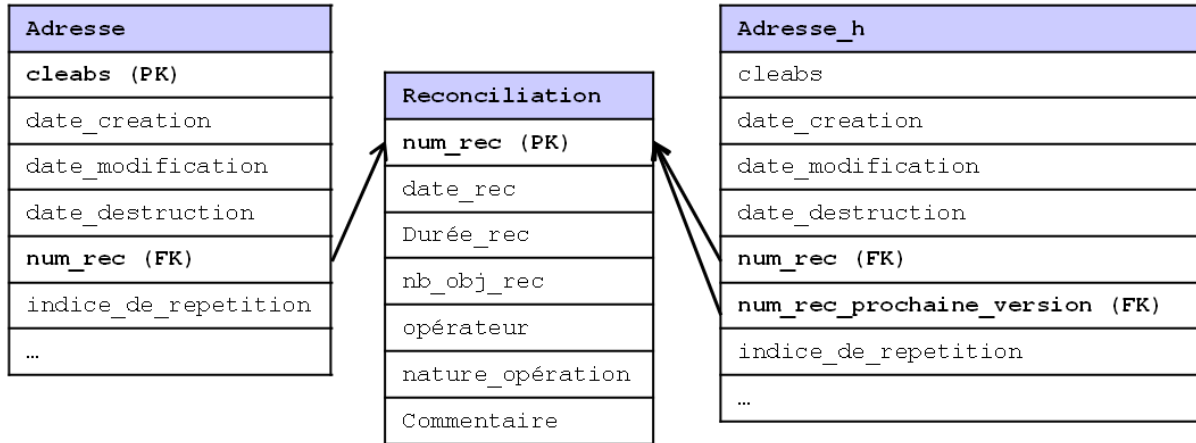 Adresse
cleabs (PK)
date_creation
date_modification
date_destruction
num_rec (FK)
indice_de_repetition
…
Reconciliation
num_rec (PK)
date_rec
Durée_rec
nb_obj_rec
opérateur
nature_opération
Commentaire
Adresse_h
cleabs
date_creation
date_modification
date_destruction
num_rec (FK)
num_rec_prochaine_version (FK)
indice_de_repetition
…